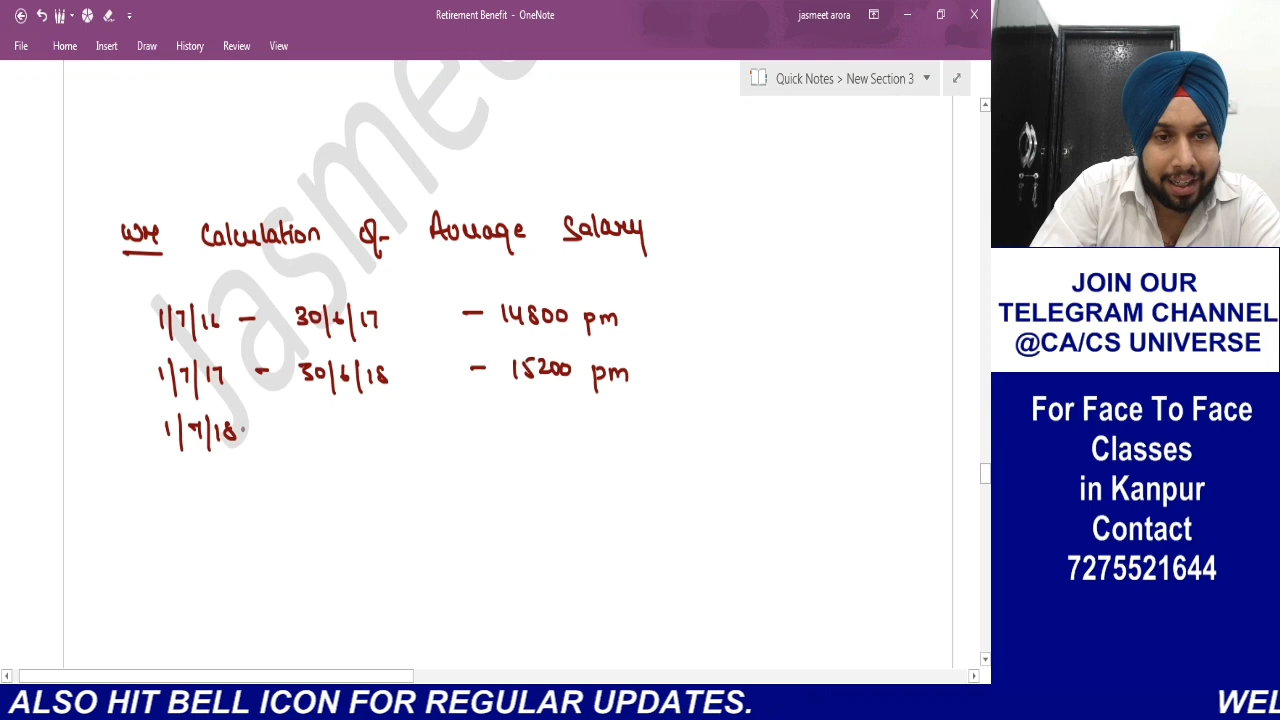 Retirement Benefit - OneNote
jasmeet arora
File Home Insert Draw History Review View
Quick Notes > New Section 3
Jasmee
WN Calculation of Average Salary
1/7/16 - 30/6/17 - 14800 pm
1/7/17 - 30/6/18 - 15200 pm
1/7/18
JOIN OUR
TELEGRAM CHANNEL
@CA/CS UNIVERSE
For Face To Face
Classes
in Kanpur
Contact
7275521644
ALSO HIT BELL ICON FOR REGULAR UPDATES. WEL